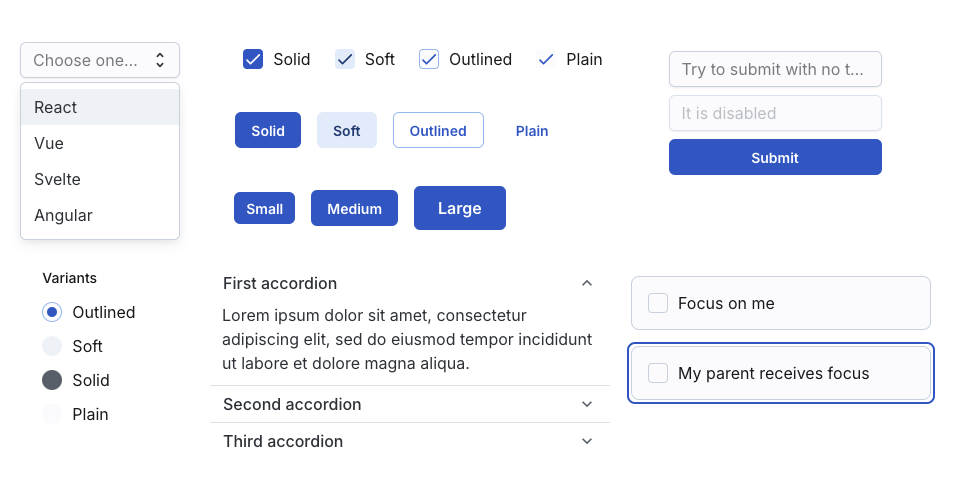 Choose one...
React
Vue
Svelte
Angular
Solid
Soft
Outlined
Plain
Solid
Soft
Outlined
Plain
Small
Medium
Large
Try to submit with no t...
It is disabled
Submit
Variants
Outlined
Soft
Solid
Plain
First accordion
Lorem ipsum dolor sit amet, consectetur
adipiscing elit, sed do eiusmod tempor incididunt
ut labore et dolore magna aliqua.
Second accordion
Third accordion
Focus on me
My parent receives focus